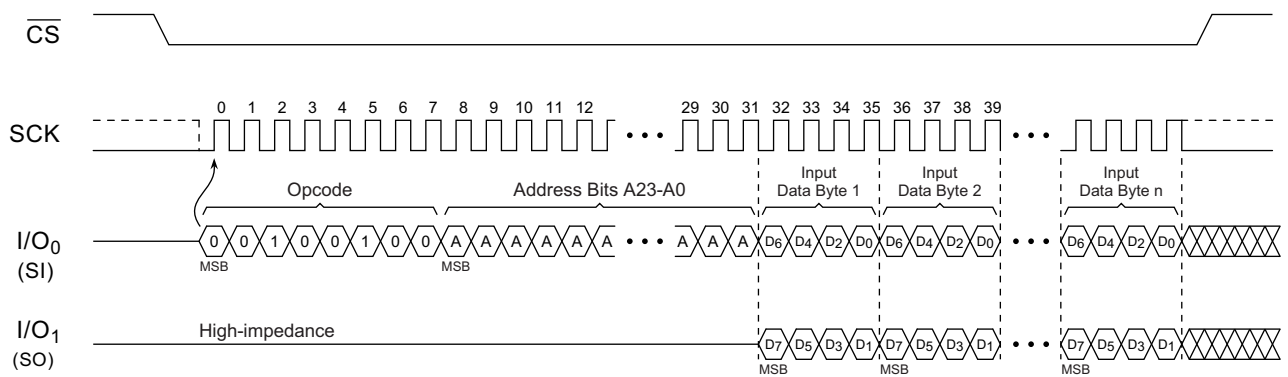 CS
SCK
0 1 2 3 4 5 6 7 8 9 10 11 12 29 30 31 32 33 34 35 36 37 38 39
Opcode
Address Bits A23-A0
Input
Data Byte 1
Input
Data Byte 2
Input
Data Byte n
I/O0
(SI)
0 0 1 0 0 1 0 0 A A A A A A A A A D6 D4 D2 D0 D6 D4 D2 D0 D6 D4 D2 D0
MSB MSB
I/O1
(SO)
High-impedance
D7 D5 D3 D1 D7 D5 D3 D1 D7 D5 D3 D1
MSB MSB MSB